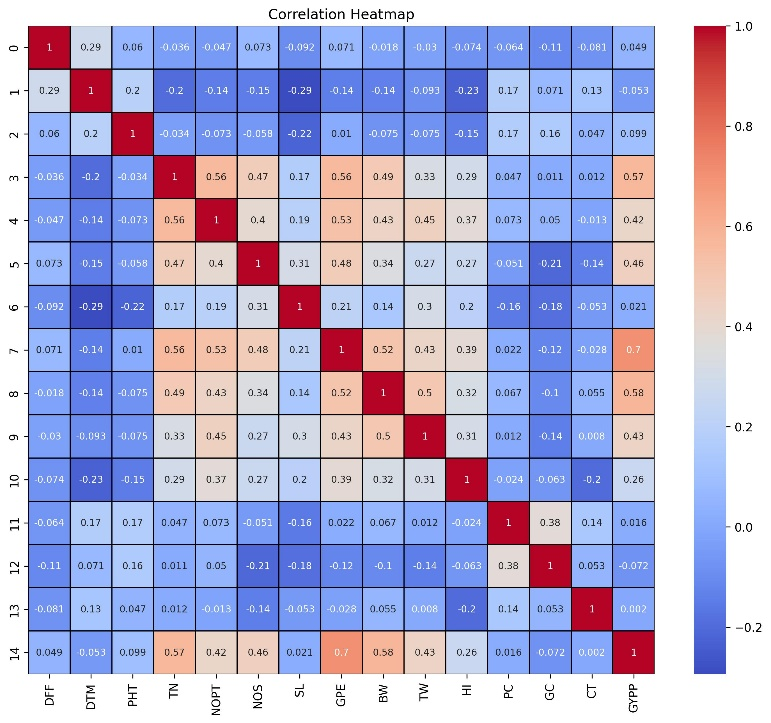 Correlation Heatmap
0 1 0.29 0.06 -0.036 -0.047 0.073 -0.092 0.071 -0.018 -0.03 -0.074 -0.064 -0.11 -0.081 0.049
1 0.29 1 0.2 -0.2 -0.14 -0.15 -0.29 -0.14 -0.14 -0.093 -0.23 0.17 0.071 0.13 -0.053
2 0.06 0.2 1 -0.034 -0.073 -0.058 -0.22 0.01 -0.075 -0.075 -0.15 0.17 0.16 0.047 0.099
3 -0.036 -0.2 -0.034 1 0.56 0.47 0.17 0.56 0.49 0.33 0.29 0.047 0.011 0.012 0.57
4 -0.047 -0.14 -0.073 0.56 1 0.4 0.19 0.53 0.43 0.45 0.37 0.073 0.05 -0.013 0.42
5 0.073 -0.15 -0.058 0.47 0.4 1 0.31 0.48 0.34 0.27 0.27 -0.051 -0.21 -0.14 0.46
6 -0.092 -0.29 -0.22 0.17 0.19 0.31 1 0.21 0.14 0.3 0.2 -0.16 -0.18 -0.053 0.021
7 0.071 -0.14 0.01 0.56 0.53 0.48 0.21 1 0.52 0.43 0.39 0.022 -0.12 -0.028 0.7
8 -0.018 -0.14 -0.075 0.49 0.43 0.34 0.14 0.52 1 0.5 0.32 0.067 -0.1 0.055 0.58
9 -0.03 -0.093 -0.075 0.33 0.45 0.27 0.3 0.43 0.5 1 0.31 0.012 -0.14 0.008 0.43
10 -0.074 -0.23 -0.15 0.29 0.37 0.27 0.2 0.39 0.32 0.31 1 -0.024 -0.063 -0.2 0.26
11 -0.064 0.17 0.17 0.047 0.073 -0.051 -0.16 0.022 0.067 0.012 -0.024 1 0.38 0.14 0.016
12 -0.11 0.071 0.16 0.011 0.05 -0.21 -0.18 -0.12 -0.1 -0.14 -0.063 0.38 1 0.053 -0.072
13 -0.081 0.13 0.047 0.012 -0.013 -0.14 -0.053 -0.028 0.055 0.008 -0.2 0.14 0.053 1 0.002
14 0.049 -0.053 0.099 0.57 0.42 0.46 0.021 0.7 0.58 0.43 0.26 0.016 -0.072 0.002 1
DFF DTM PHT TN NOPT NOS SL GPE BW TW HI PC GC CT GYPP
1.0
0.8
0.6
0.4
0.2
0.0
−0.2